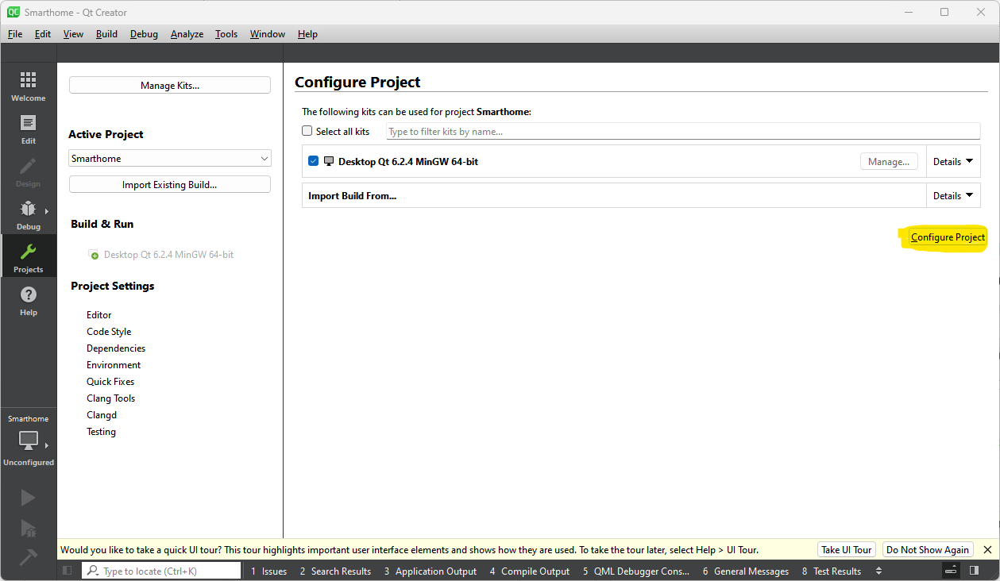 QC Smarthome - Qt Creator
File Edit View Build Debug Analyze Tools Window Help
Welcome
Edit
Design
Debug
Projects
Help
Smarthome
Unconfigured
Manage Kits...
Active Project
Smarthome
Import Existing Build...
Build & Run
Desktop Qt 6.2.4 MinGW 64-bit
Project Settings
Editor
Code Style
Dependencies
Environment
Quick Fixes
Clang Tools
Clangd
Testing
Configure Project
The following kits can be used for project Smarthome:
Select all kits Type to filter kits by name...
Desktop Qt 6.2.4 MinGW 64-bit Manage... Details
Import Build From... Details
Configure Project
Would you like to take a quick UI tour? This tour highlights important user interface elements and shows how they are used. To take the tour later, select Help > UI Tour. Take UI Tour Do Not Show Again
Type to locate (Ctrl+K) 1 Issues 2 Search Results 3 Application Output 4 Compile Output 5 QML Debugger Cons... 6 General Messages 8 Test Results